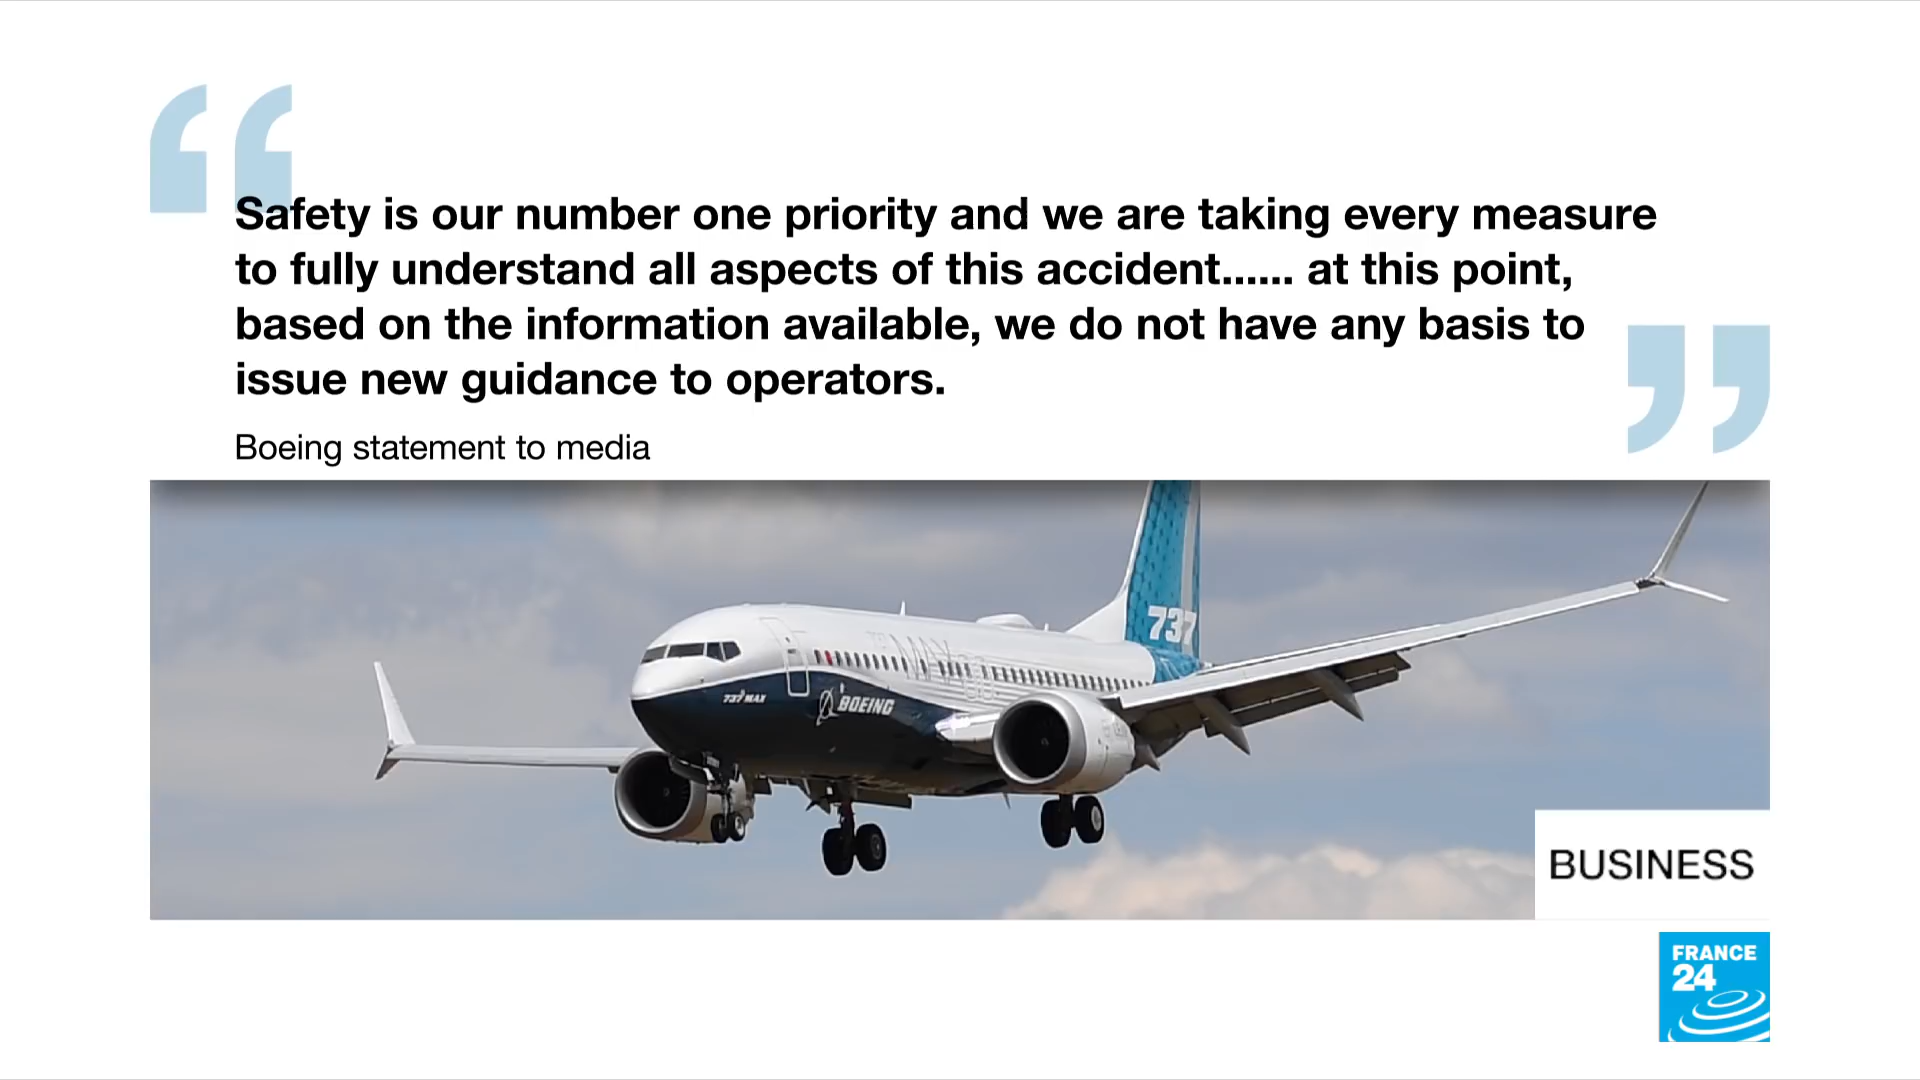 Safety is our number one priority and we are taking every measure
to fully understand all aspects of this accident...... at this point,
based on the information available, we do not have any basis to
issue new guidance to operators.
Boeing statement to media
737
737 MAX
BOEING
BUSINESS
FRANCE
24